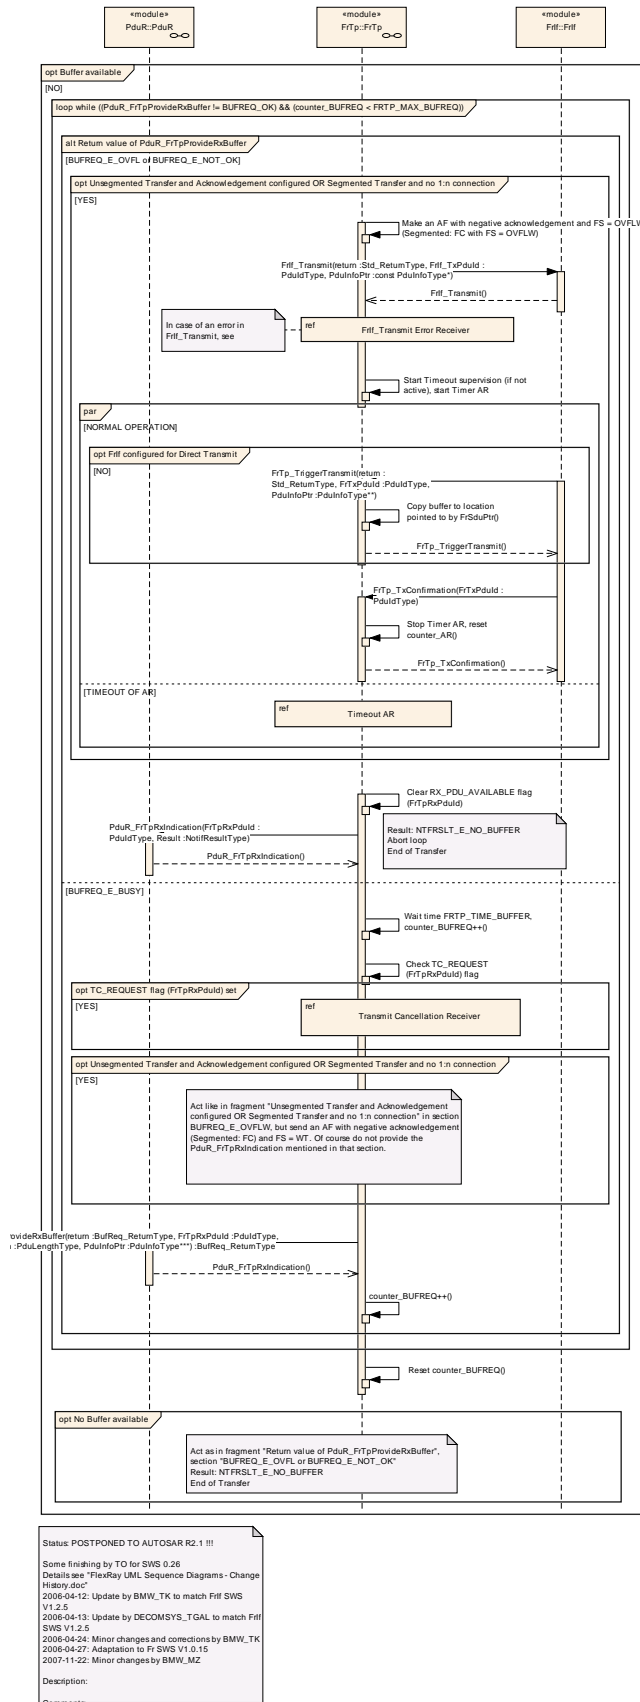 «module»
PduR::PduR
«module»
FrTp::FrTp
«module»
FrIf::FrIf
opt Buffer available
[NO]
loop while ((PduR_FrTpProvideRxBuffer != BUFREQ_OK) && (counter_BUFREQ < FRTP_MAX_BUFREQ))
alt Return value of PduR_FrTpProvideRxBuffer
[BUFREQ_E_OVFL or BUFREQ_E_NOT_OK]
opt Unsegmented Transfer and Acknowledgement configured OR Segmented Transfer and no 1:n connection
[YES]
Make an AF with negative acknowledgement and FS = OVFLW
(Segmented: FC with FS = OVFLW)
FrIf_Transmit(return :Std_ReturnType, FrIf_TxPduId :
PduIdType, PduInfoPtr :const PduInfoType*)
FrIf_Transmit()
In case of an error in
FrIf_Transmit, see
ref
FrIf_Transmit Error Receiver
Start Timeout supervision (if not
active), start Timer AR
par
[NORMAL OPERATION]
opt FrIf configured for Direct Transmit
[NO]
FrTp_TriggerTransmit(return :
Std_ReturnType, FrTxPduId :PduIdType,
PduInfoPtr :PduInfoType**)
Copy buffer to location
pointed to by FrSduPtr()
FrTp_TriggerTransmit()
FrTp_TxConfirmation(FrTxPduId :
PduIdType)
Stop Timer AR, reset
counter_AR()
FrTp_TxConfirmation()
[TIMEOUT OF AR]
ref
Timeout AR
Clear RX_PDU_AVAILABLE flag
(FrTpRxPduId)
PduR_FrTpRxIndication(FrTpRxPduId :
PduIdType, Result :NotifResultType)
Result: NTFRSLT_E_NO_BUFFER
Abort loop
End of Transfer
PduR_FrTpRxIndication()
[BUFREQ_E_BUSY]
Wait time FRTP_TIME_BUFFER,
counter_BUFREQ++()
Check TC_REQUEST
(FrTpRxPduId) flag
opt TC_REQUEST flag (FrTpRxPduId) set
[YES]
ref
Transmit Cancellation Receiver
opt Unsegmented Transfer and Acknowledgement configured OR Segmented Transfer and no 1:n connection
[YES]
Act like in fragment "Unsegmented Transfer and Acknowledgement
configured OR Segmented Transfer and no 1:n connection" in section
BUFREQ_E_OVFLW, but send an AF with negative acknowledgement
(Segmented: FC) and FS = WT. Of course do not provide the
PduR_FrTpRxIndication mentioned in that section.
ovideRxBuffer(return :BufReq_ReturnType, FrTpRxPduId :PduIdType,
:PduLengthType, PduInfoPtr :PduInfoType***) :BufReq_ReturnType
PduR_FrTpRxIndication()
counter_BUFREQ++()
Reset counter_BUFREQ()
opt No Buffer available
Act as in fragment "Return value of PduR_FrTpProvideRxBuffer",
section "BUFREQ_E_OVFL or BUFREQ_E_NOT_OK"
Result: NTFRSLT_E_NO_BUFFER
End of Transfer
Status: POSTPONED TO AUTOSAR R2.1 !!!
Some finishing by TO for SWS 0.26
Details see "FlexRay UML Sequence Diagrams - Change
History.doc"
2006-04-12: Update by BMW_TK to match FrIf SWS
V1.2.5
2006-04-13: Update by DECOMSYS_TGAL to match FrIf
SWS V1.2.5
2006-04-24: Minor changes and corrections by BMW_TK
2006-04-27: Adaptation to Fr SWS V1.0.15
2007-11-22: Minor changes by BMW_MZ
Description: